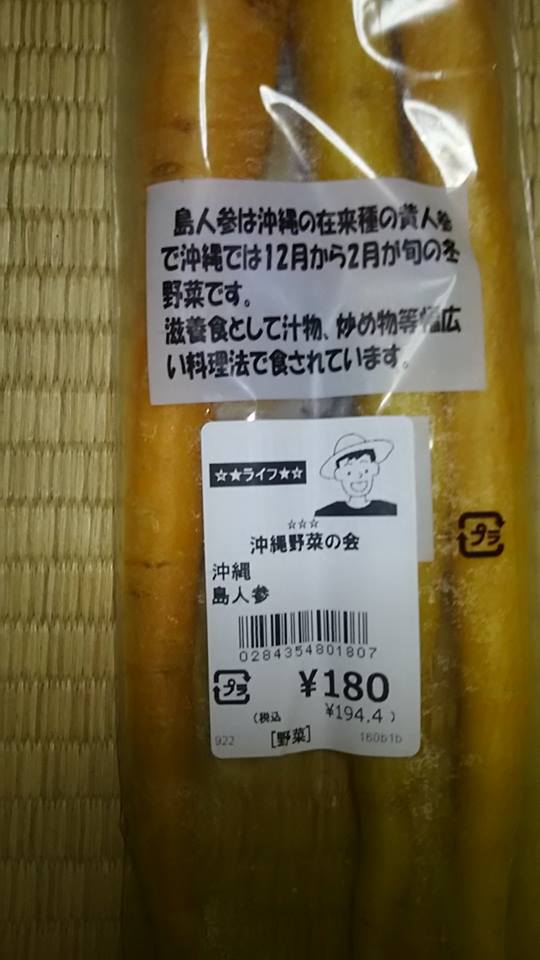 島人参は沖縄の在来種の黄人参
で沖縄では12月から2月が旬の冬
野菜です。
滋養食として汁物、炒め物等幅広
い料理法で食されています。
☆★ライフ★☆
☆☆☆
沖縄野菜の会
沖縄
島人参
0284354801807
プラ
プラ
¥180
(税込 ¥194.4)
922 [野菜] 160b1b